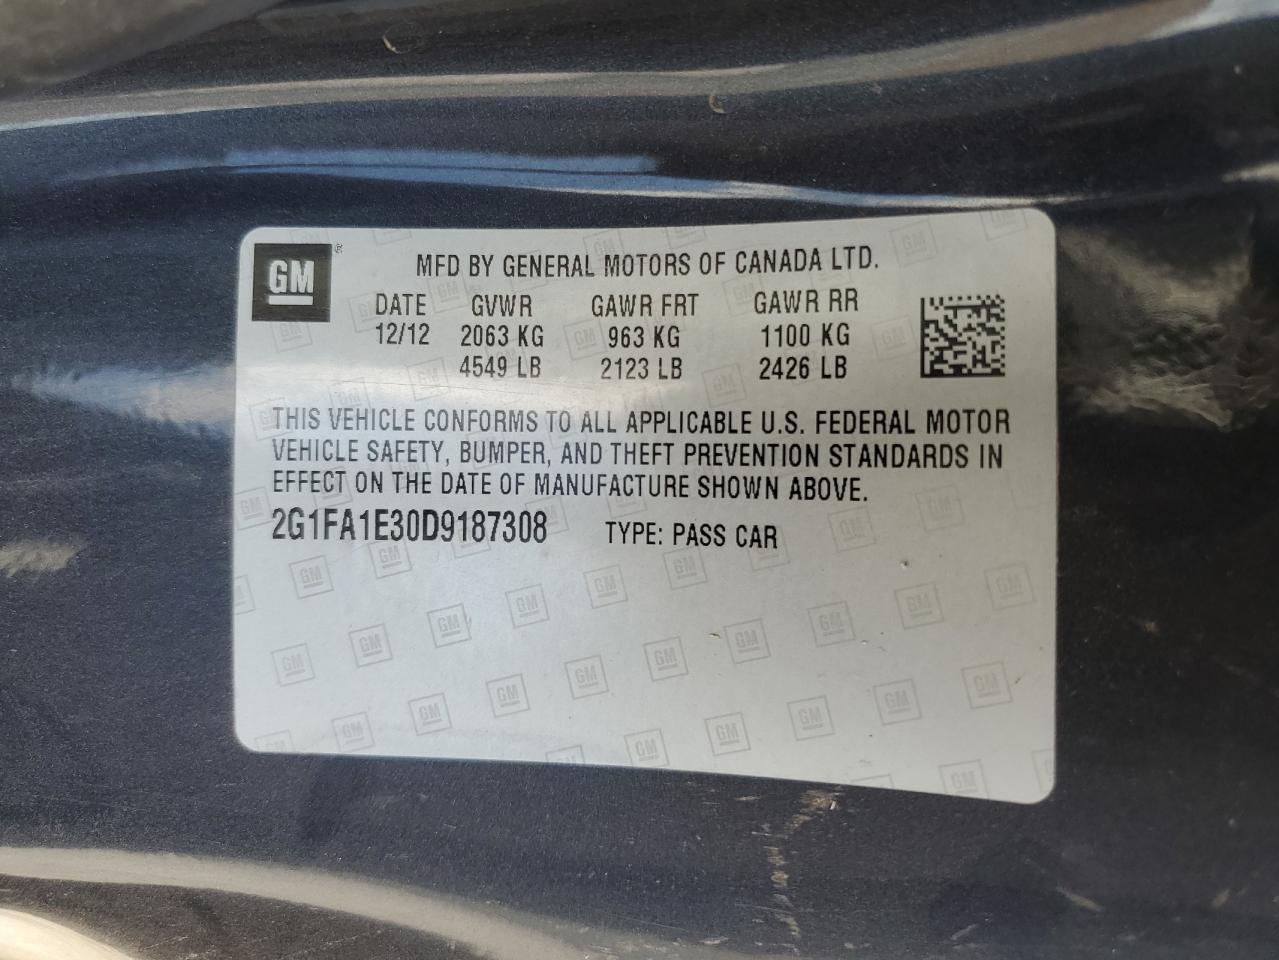 GM ®
MFD BY GENERAL MOTORS OF CANADA LTD.
DATE GVWR GAWR FRT GAWR RR
12/12 2063 KG 963 KG 1100 KG
4549 LB 2123 LB 2426 LB
THIS VEHICLE CONFORMS TO ALL APPLICABLE U.S. FEDERAL MOTOR
VEHICLE SAFETY, BUMPER, AND THEFT PREVENTION STANDARDS IN
EFFECT ON THE DATE OF MANUFACTURE SHOWN ABOVE.
2G1FA1E30D9187308 TYPE: PASS CAR